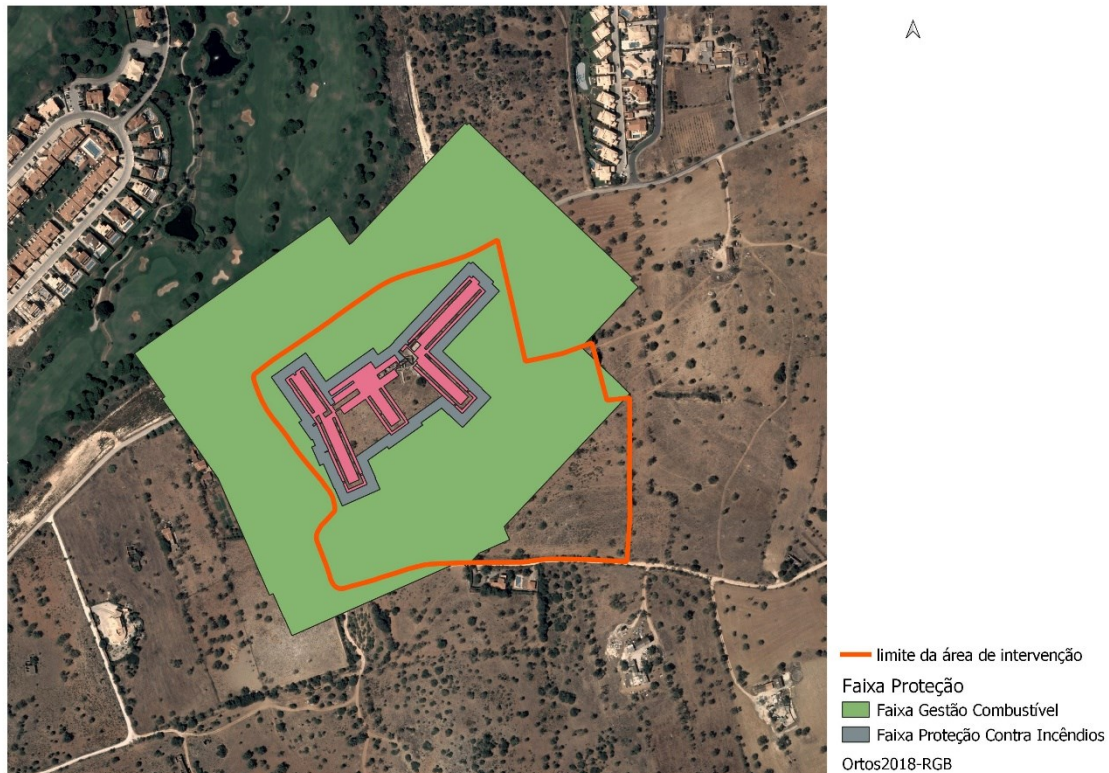 limite da área de intervenção
Faixa Proteção
Faixa Gestão Combustível
Faixa Proteção Contra Incêndios
Ortos2018-RGB